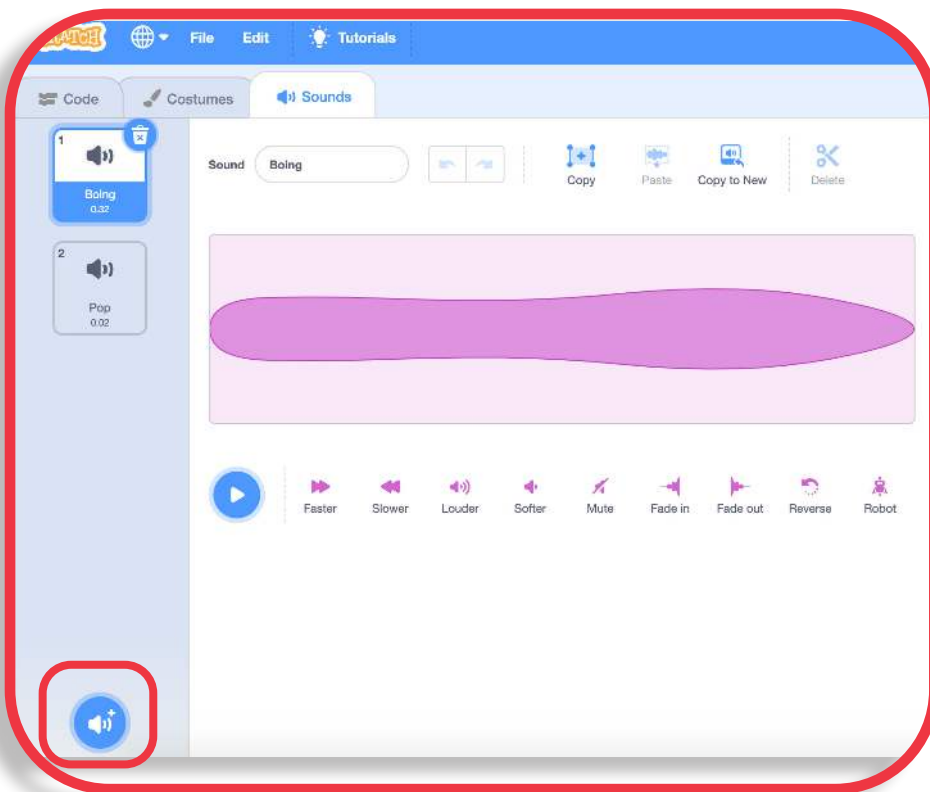 File Edit Tutorials
Code Costumes Sounds
1
Boing
0.32
2
Pop
0.02
Sound Boing
Copy Paste Copy to New Delete
Faster Slower Louder Softer Mute Fade in Fade out Reverse Robot